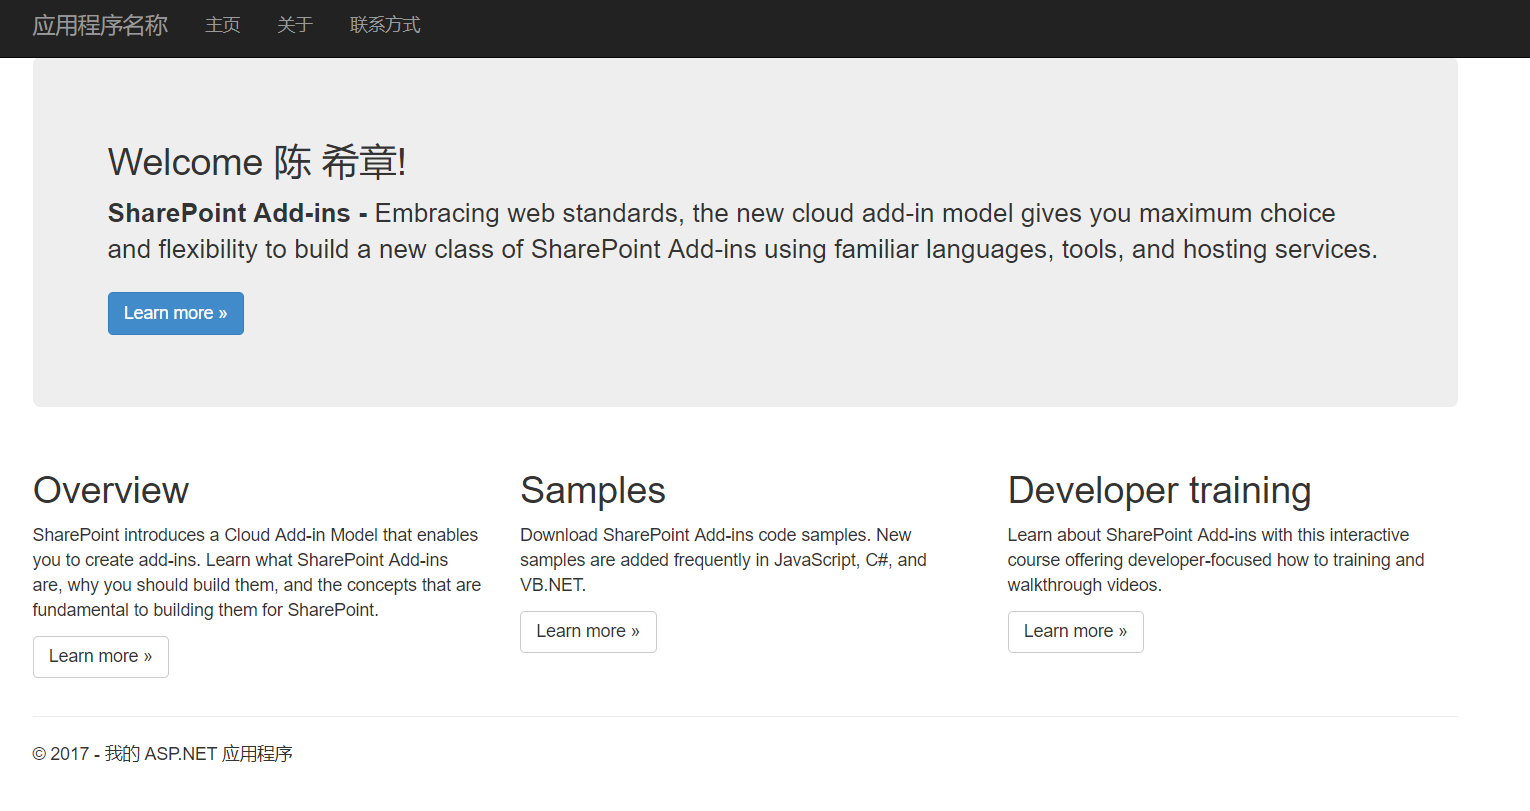 应用程序名称 主页 关于 联系方式
Welcome 陈 希章!
SharePoint Add-ins - Embracing web standards, the new cloud add-in model gives you maximum choice
and flexibility to build a new class of SharePoint Add-ins using familiar languages, tools, and hosting services.
Learn more »
Overview
SharePoint introduces a Cloud Add-in Model that enables
you to create add-ins. Learn what SharePoint Add-ins
are, why you should build them, and the concepts that are
fundamental to building them for SharePoint.
Learn more »
Samples
Download SharePoint Add-ins code samples. New
samples are added frequently in JavaScript, C#, and
VB.NET.
Learn more »
Developer training
Learn about SharePoint Add-ins with this interactive
course offering developer-focused how to training and
walkthrough videos.
Learn more »
© 2017 - 我的 ASP.NET 应用程序